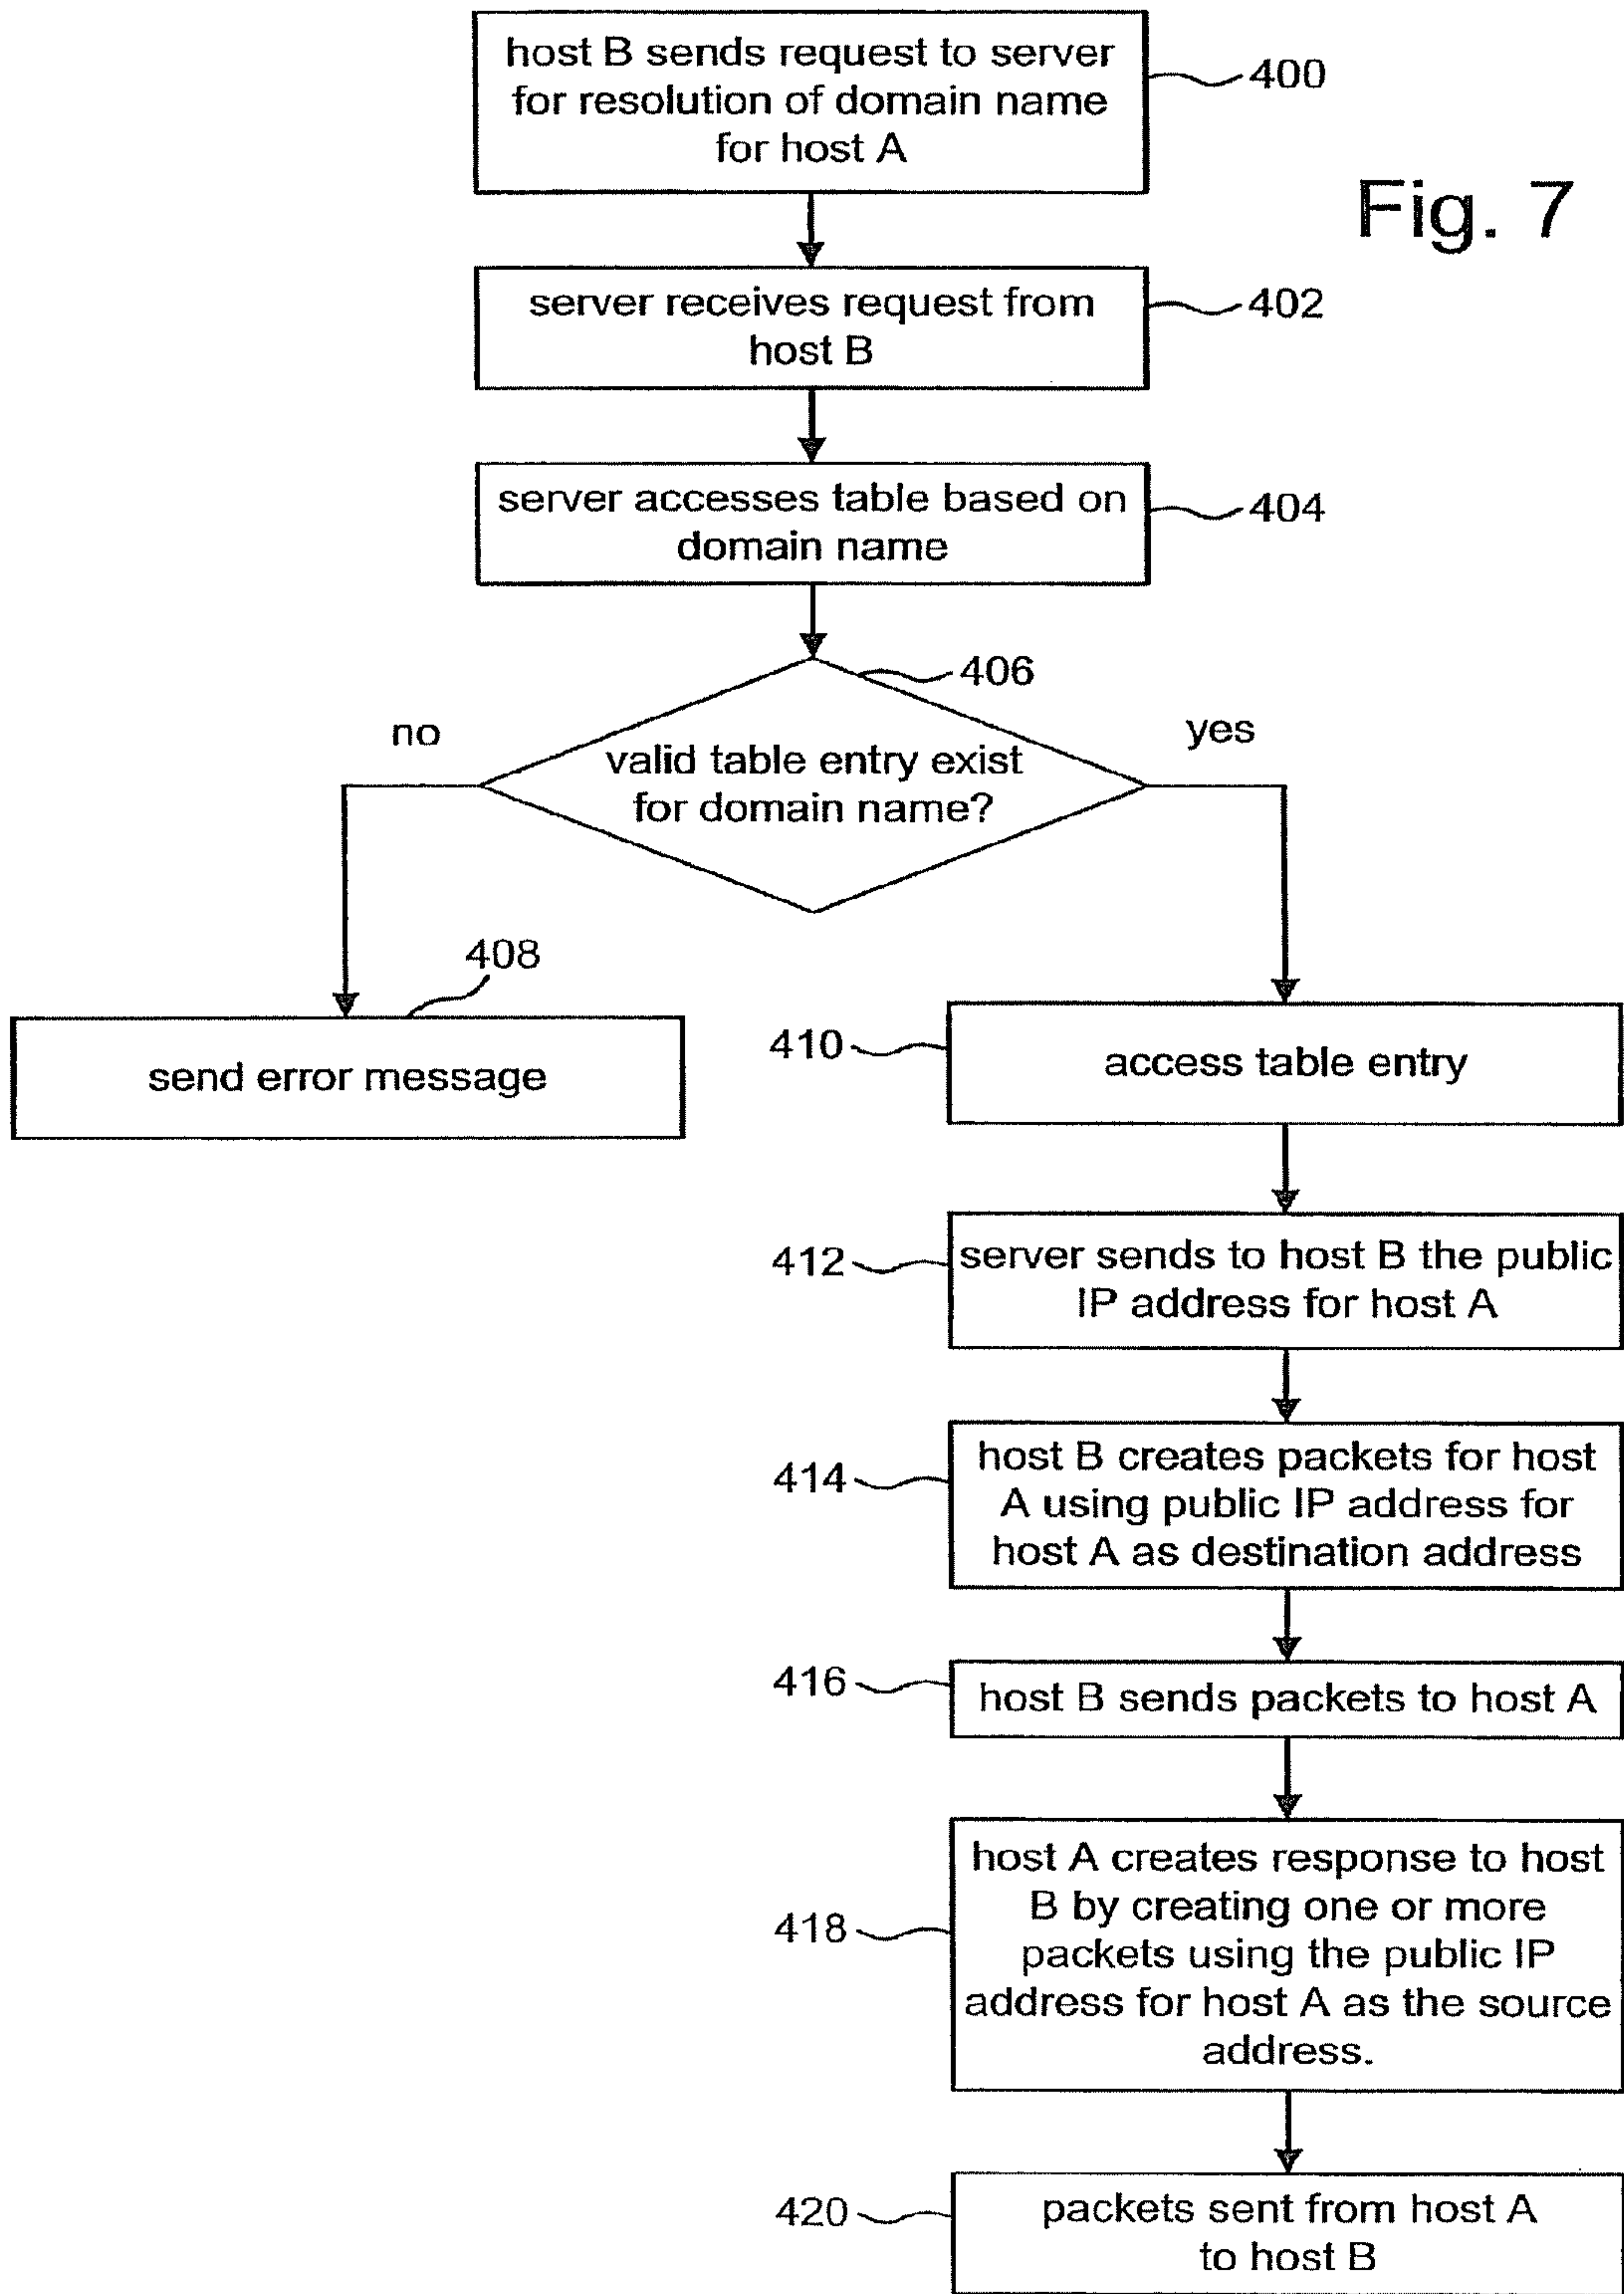 host B sends request to server
for resolution of domain name
for host A
400
Fig. 7
server receives request from
host B
402
server accesses table based on
domain name
404
406
no
yes
valid table entry exist
for domain name?
408
send error message
410
access table entry
412
server sends to host B the public
IP address for host A
414
host B creates packets for host
A using public IP address for
host A as destination address
416
host B sends packets to host A
418
host A creates response to host
B by creating one or more
packets using the public IP
address for host A as the source
address.
420
packets sent from host A
to host B